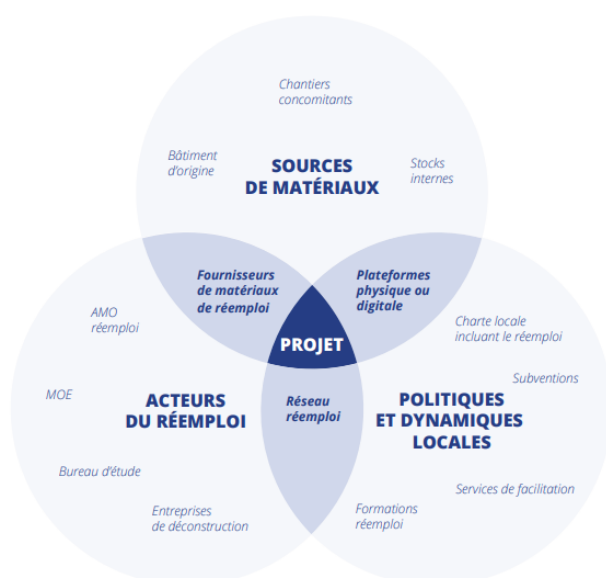 Chantiers
concomitants
Bâtiment
d'origine
SOURCES
DE MATÉRIAUX
Stocks
internes
Fournisseurs
de matériaux
de réemploi
Plateformes
physique ou
digitale
AMO
réemploi
PROJET
Charte locale
incluant le réemploi
MOE
ACTEURS
DU RÉEMPLOI
Réseau
réemploi
POLITIQUES
ET DYNAMIQUES
LOCALES
Subventions
Bureau d'étude
Entreprises
de déconstruction
Formations
réemploi
Services de facilitation